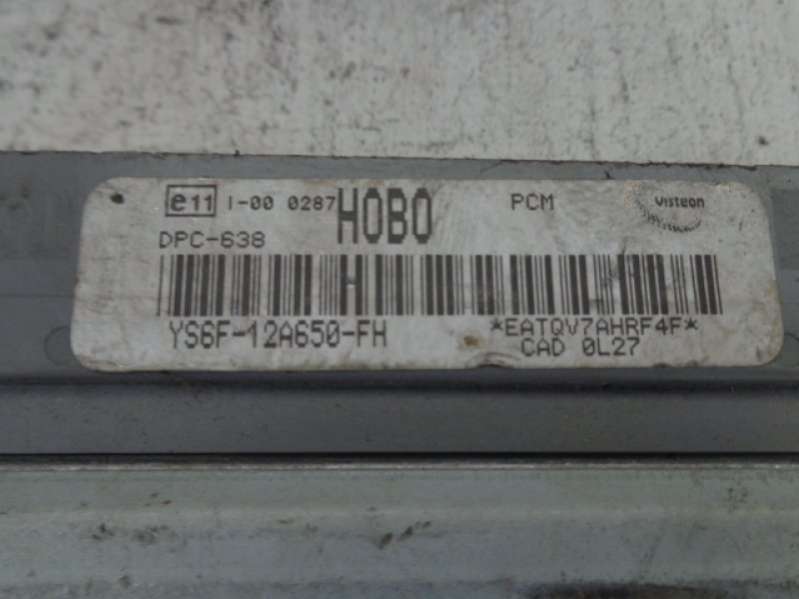 e11 I-00 0287 HOBO PCM Visteon
DPC-638
YS6F-12A650-FH *EATQV7AHRF4F*
CAD 0L27